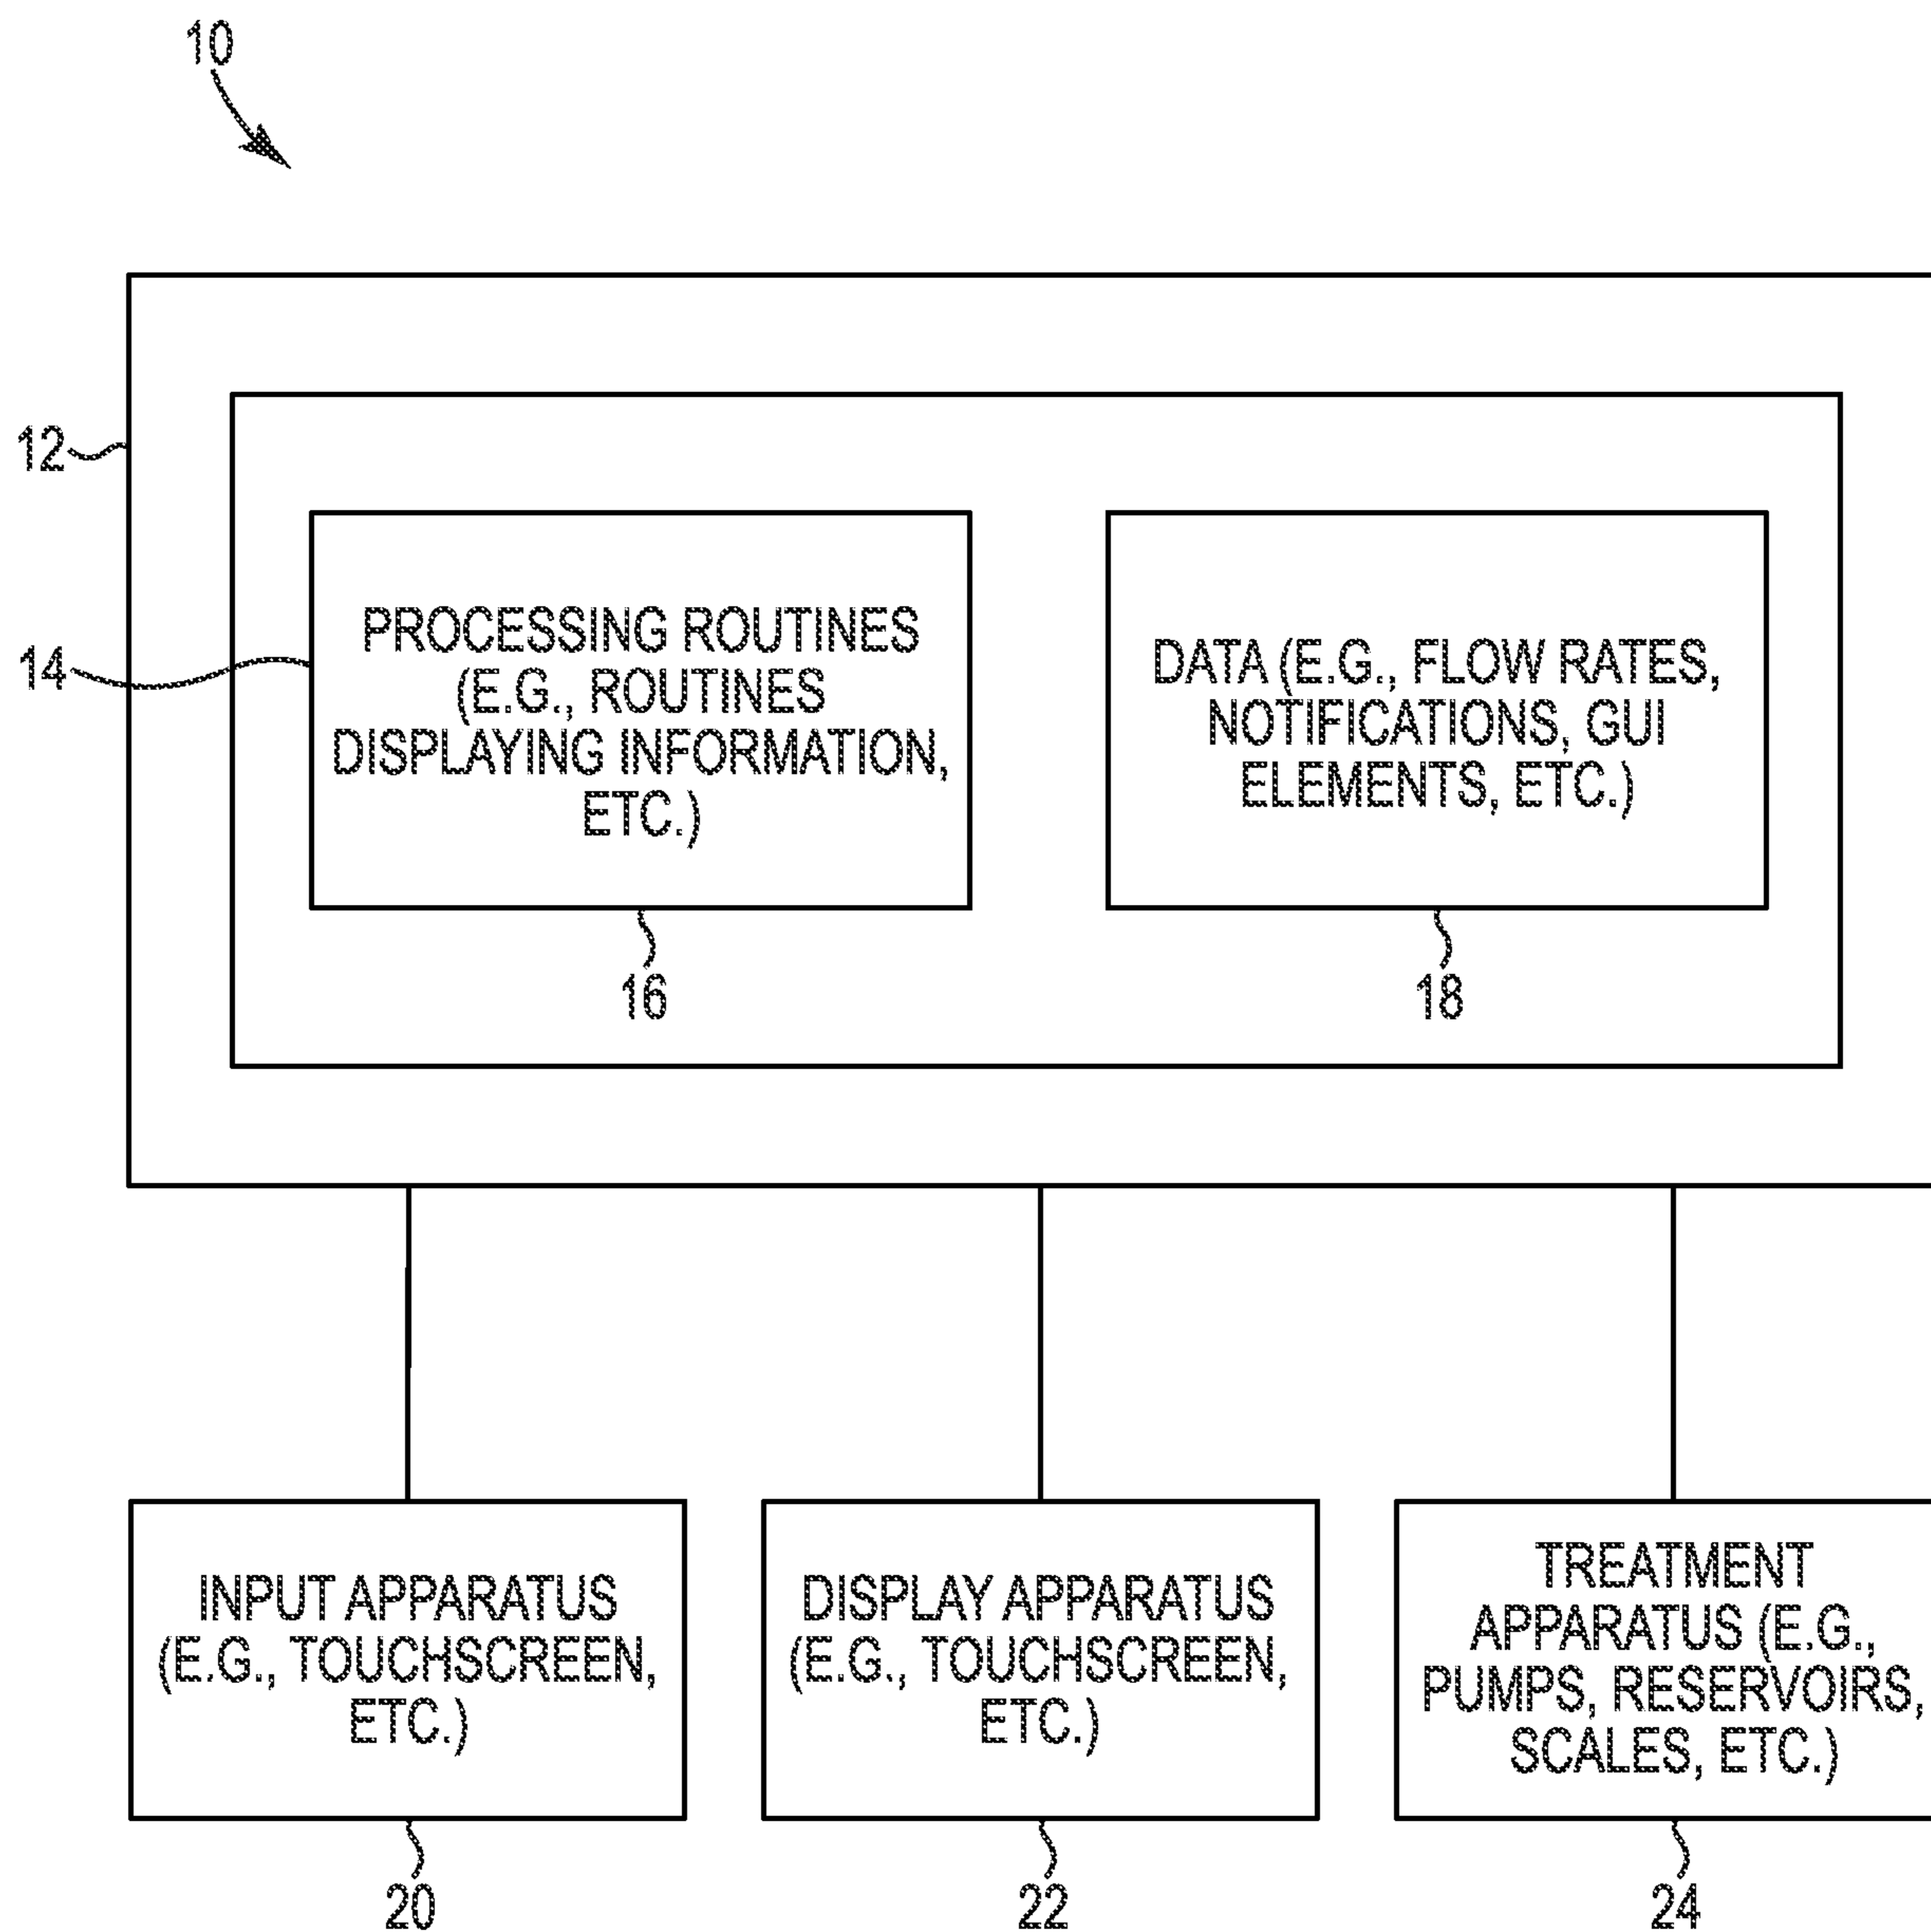 10
12
14
PROCESSING ROUTINES
(E.G., ROUTINES
DISPLAYING INFORMATION,
ETC.)
16
DATA (E.G., FLOW RATES,
NOTIFICATIONS, GUI
ELEMENTS, ETC.)
18
INPUT APPARATUS
(E.G., TOUCHSCREEN,
ETC.)
20
DISPLAY APPARATUS
(E.G., TOUCHSCREEN,
ETC.)
22
TREATMENT
APPARATUS (E.G.,
PUMPS, RESERVOIRS,
SCALES, ETC.)
24